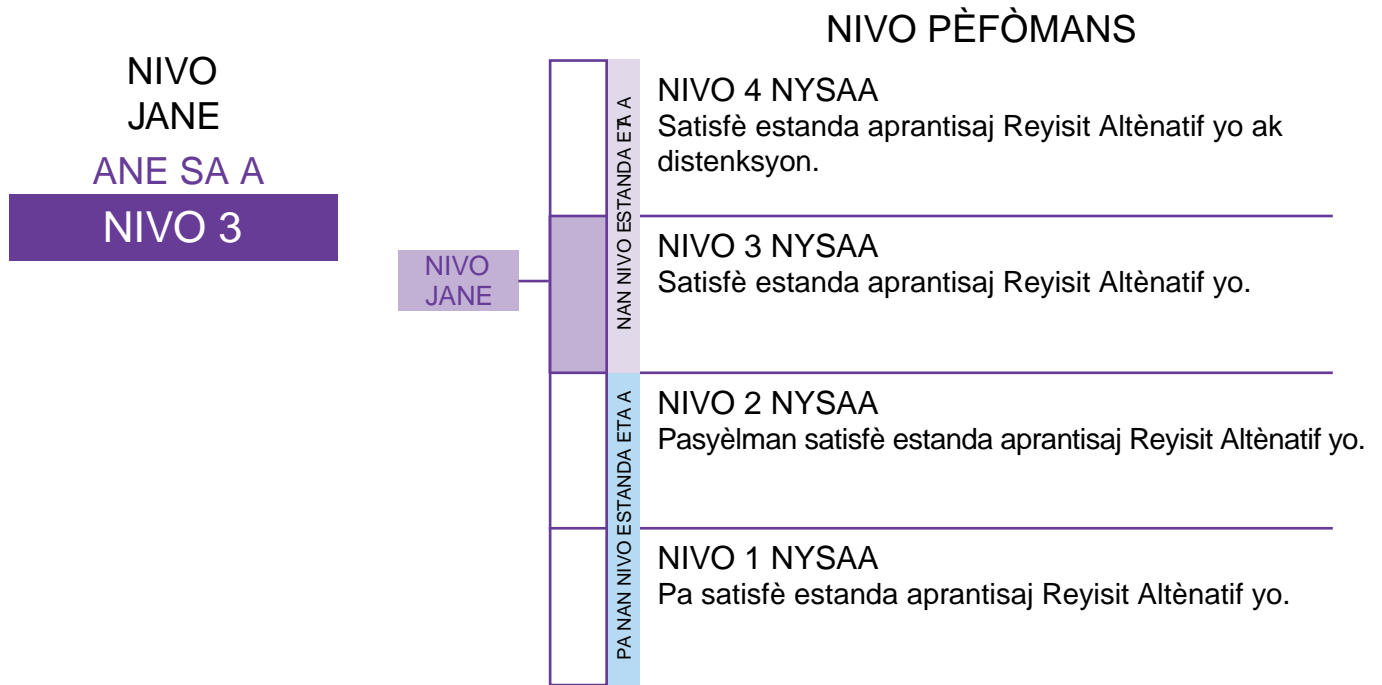 NIVO
JANE
ANE SA A
NIVO 3
NIVO
JANE
NIVO PÈFÒMANS
NAN NIVO ESTANDA ETA A
NIVO 4 NYSAA
Satisfè estanda aprantisaj Reyisit Altènatif yo ak
distenksyon.
NIVO 3 NYSAA
Satisfè estanda aprantisaj Reyisit Altènatif yo.
PA NAN NIVO ESTANDA ETA A
NIVO 2 NYSAA
Pasyèlman satisfè estanda aprantisaj Reyisit Altènatif yo.
NIVO 1 NYSAA
Pa satisfè estanda aprantisaj Reyisit Altènatif yo.